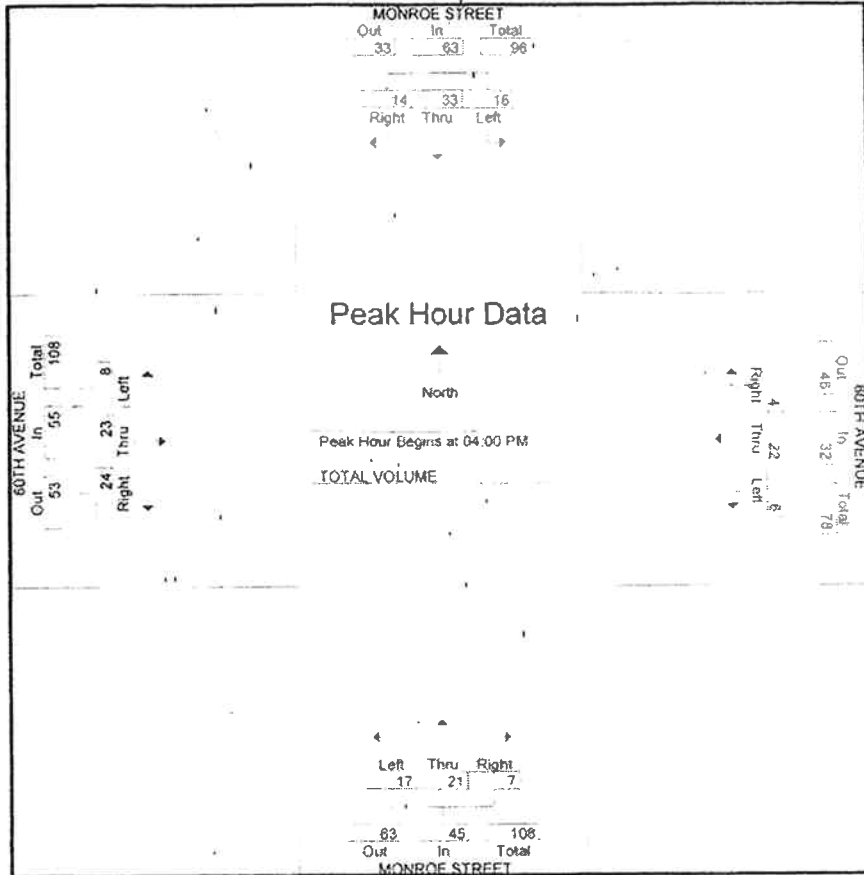 MONROE STREET
Out In Total
33 63 96
14 33 16
Right Thru Left
Peak Hour Data
North
Peak Hour Begins at 04:00 PM
TOTAL VOLUME
60TH AVENUE
Out In Total
53 55 108
24 23 8
Right Thru Left
Right Thru Left
4 22 6
Out In Total
46 32 78
60TH AVENUE
Left Thru Right
17 21 7
63 45 108
Out In Total
MONROE STREET